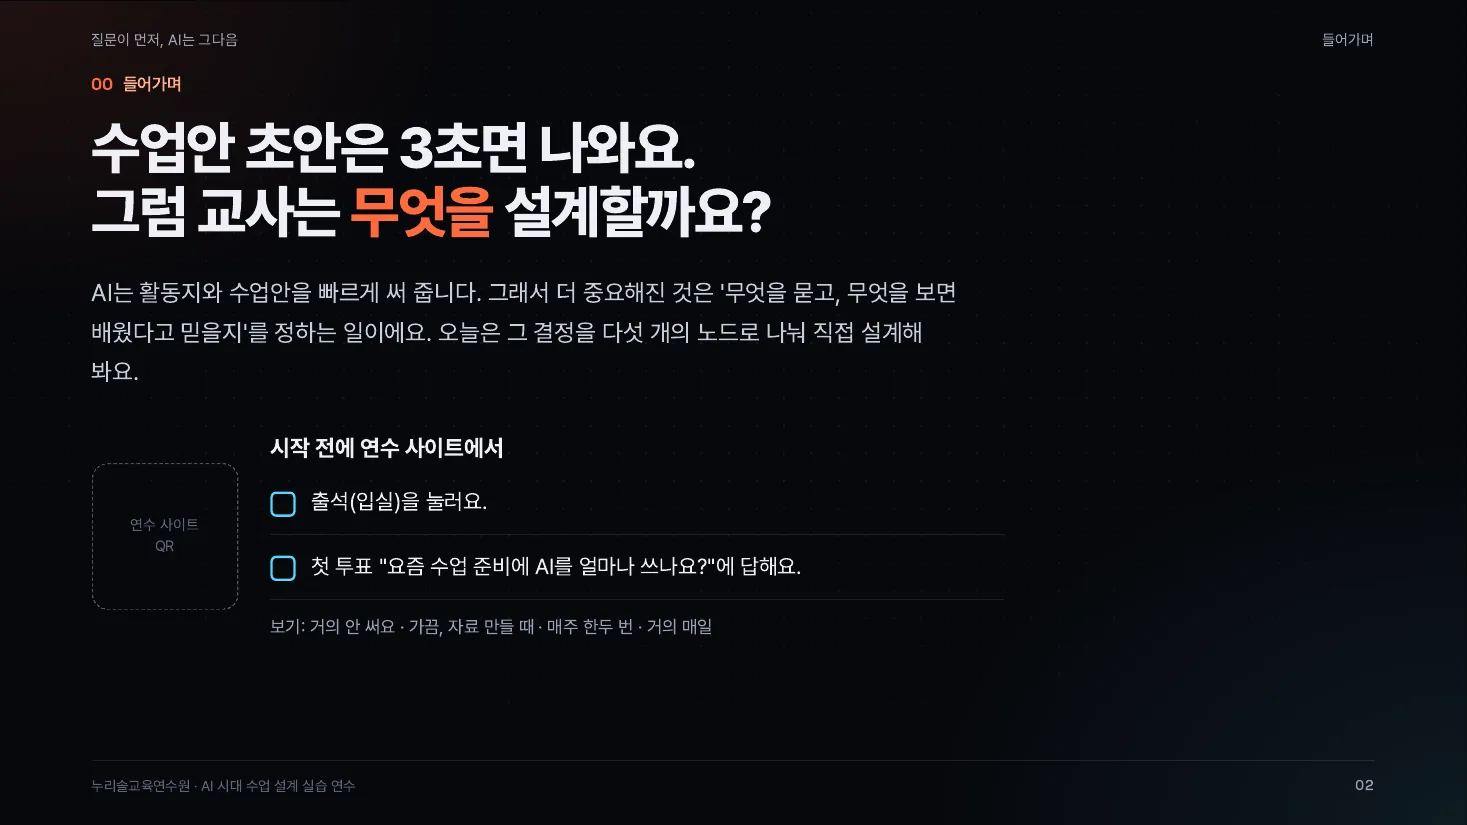 질문이 먼저, AI는 그다음
들어가며
00 들어가며
수업안 초안은 3초면 나와요.
그럼 교사는 무엇을 설계할까요?
AI는 활동지와 수업안을 빠르게 써 줍니다. 그래서 더 중요해진 것은 '무엇을 묻고, 무엇을 보면
배웠다고 믿을지'를 정하는 일이에요. 오늘은 그 결정을 다섯 개의 노드로 나눠 직접 설계해
봐요.
연수 사이트
QR
시작 전에 연수 사이트에서
출석(입실)을 눌러요.
첫 투표 "요즘 수업 준비에 AI를 얼마나 쓰나요?"에 답해요.
보기: 거의 안 써요 · 가끔, 자료 만들 때 · 매주 한두 번 · 거의 매일
누리솔교육연수원 · AI 시대 수업 설계 실습 연수
02